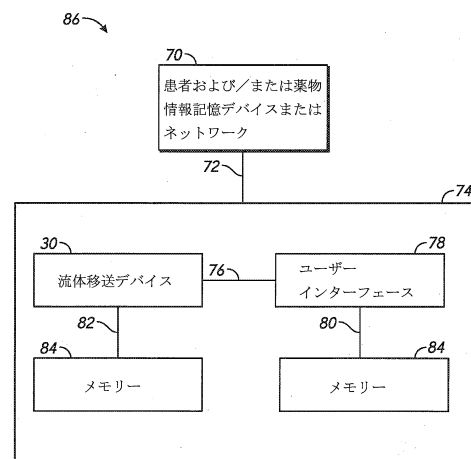 86
70
患者および／または薬物
情報記憶デバイスまたは
ネットワーク
72
74
30
流体移送デバイス
76
78
ユーザー
インターフェース
82
80
84
メモリー
84
メモリー